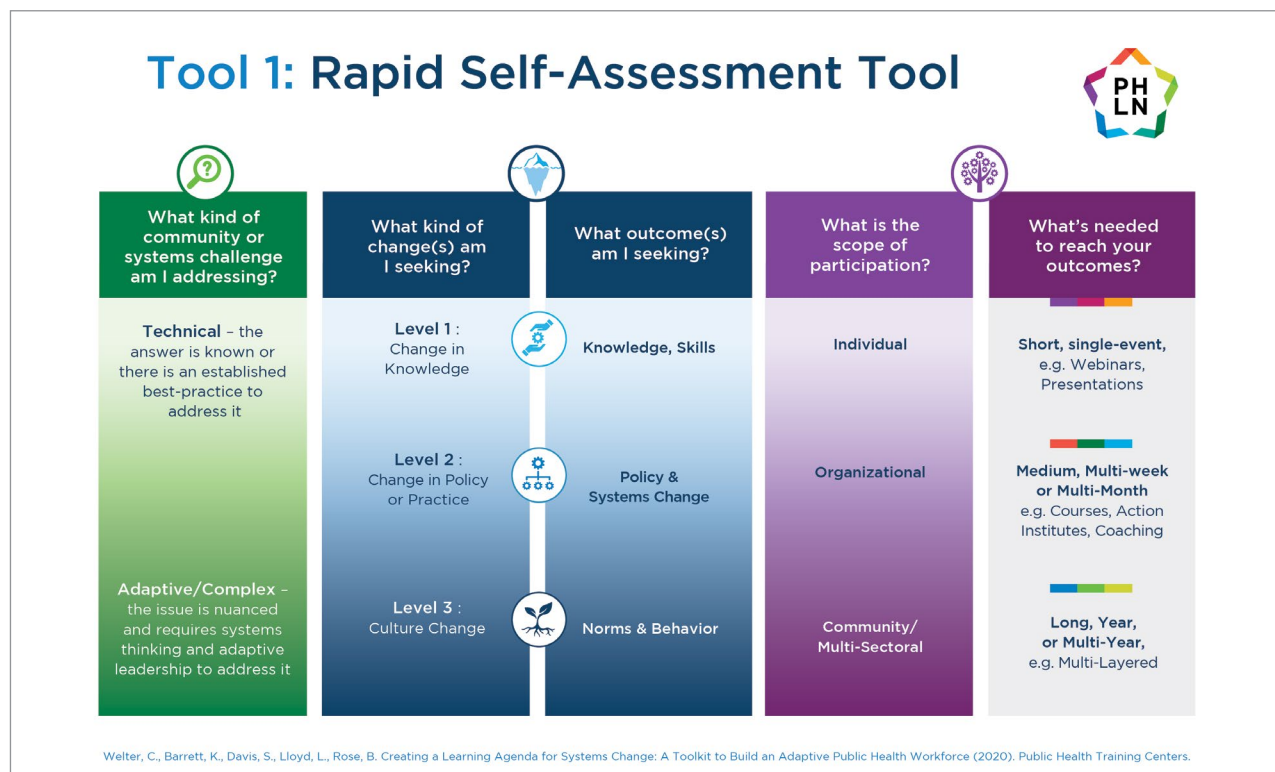 Tool 1: Rapid Self-Assessment Tool
PH
LN
?
What kind of
community or
systems challenge
am I addressing?
Technical – the
answer is known or
there is an established
best-practice to
address it
Adaptive/Complex –
the issue is nuanced
and requires systems
thinking and adaptive
leadership to address it
What kind of
change(s) am
I seeking?
Level 1 :
Change in
Knowledge
Level 2 :
Change in Policy
or Practice
Level 3 :
Culture Change
What outcome(s)
am I seeking?
Knowledge, Skills
Policy &
Systems Change
Norms & Behavior
What is the
scope of
participation?
Individual
Organizational
Community/
Multi-Sectoral
What’s needed
to reach your
outcomes?
Short, single-event,
e.g. Webinars,
Presentations
Medium, Multi-week
or Multi-Month
e.g. Courses, Action
Institutes, Coaching
Long, Year,
or Multi-Year,
e.g. Multi-Layered
Welter, C., Barrett, K., Davis, S., Lloyd, L., Rose, B. Creating a Learning Agenda for Systems Change: A Toolkit to Build an Adaptive Public Health Workforce (2020). Public Health Training Centers.